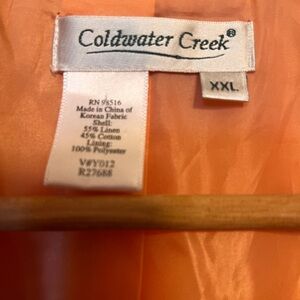 Coldwater Creek®
XXL
RN 98516
Made in China of
Korean Fabric
Shell:
55% Linen
45% Cotton
Lining:
100% Polyester
V#Y012
R27688